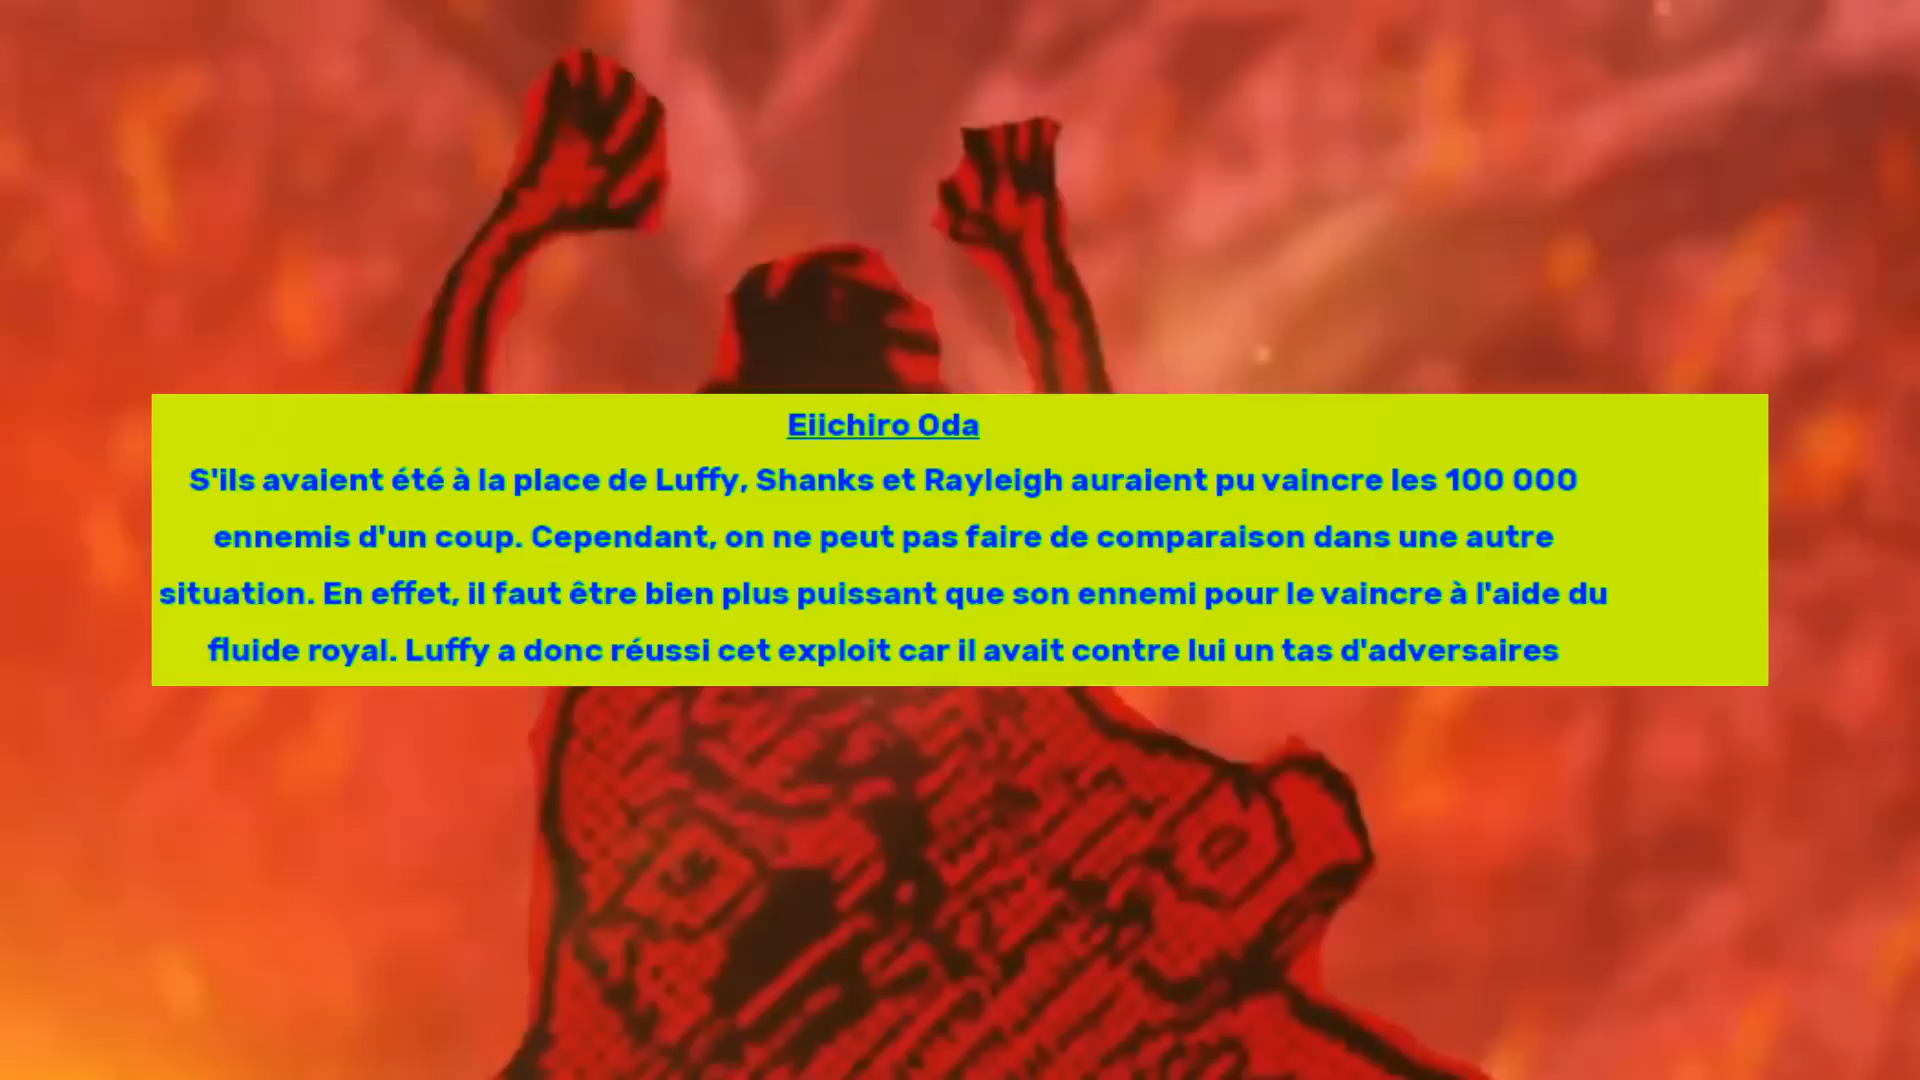 Eiichiro Oda
S'ils avaient été à la place de Luffy, Shanks et Rayleigh auraient pu vaincre les 100 000
ennemis d'un coup. Cependant, on ne peut pas faire de comparaison dans une autre
situation. En effet, il faut être bien plus puissant que son ennemi pour le vaincre à l'aide du
fluide royal. Luffy a donc réussi cet exploit car il avait contre lui un tas d'adversaires